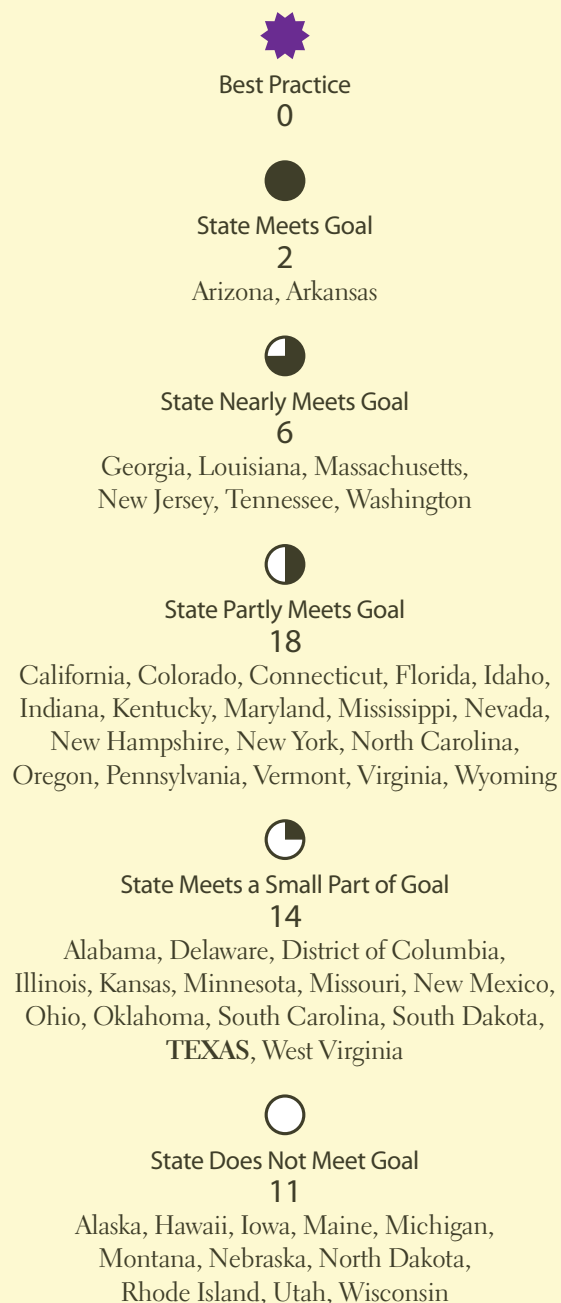 Best Practice
0
State Meets Goal
2
Arizona, Arkansas
State Nearly Meets Goal
6
Georgia, Louisiana, Massachusetts,
New Jersey, Tennessee, Washington
State Partly Meets Goal
18
California, Colorado, Connecticut, Florida, Idaho,
Indiana, Kentucky, Maryland, Mississippi, Nevada,
New Hampshire, New York, North Carolina,
Oregon, Pennsylvania, Vermont, Virginia, Wyoming
State Meets a Small Part of Goal
14
Alabama, Delaware, District of Columbia,
Illinois, Kansas, Minnesota, Missouri, New Mexico,
Ohio, Oklahoma, South Carolina, South Dakota,
TEXAS, West Virginia
State Does Not Meet Goal
11
Alaska, Hawaii, Iowa, Maine, Michigan,
Montana, Nebraska, North Dakota,
Rhode Island, Utah, Wisconsin